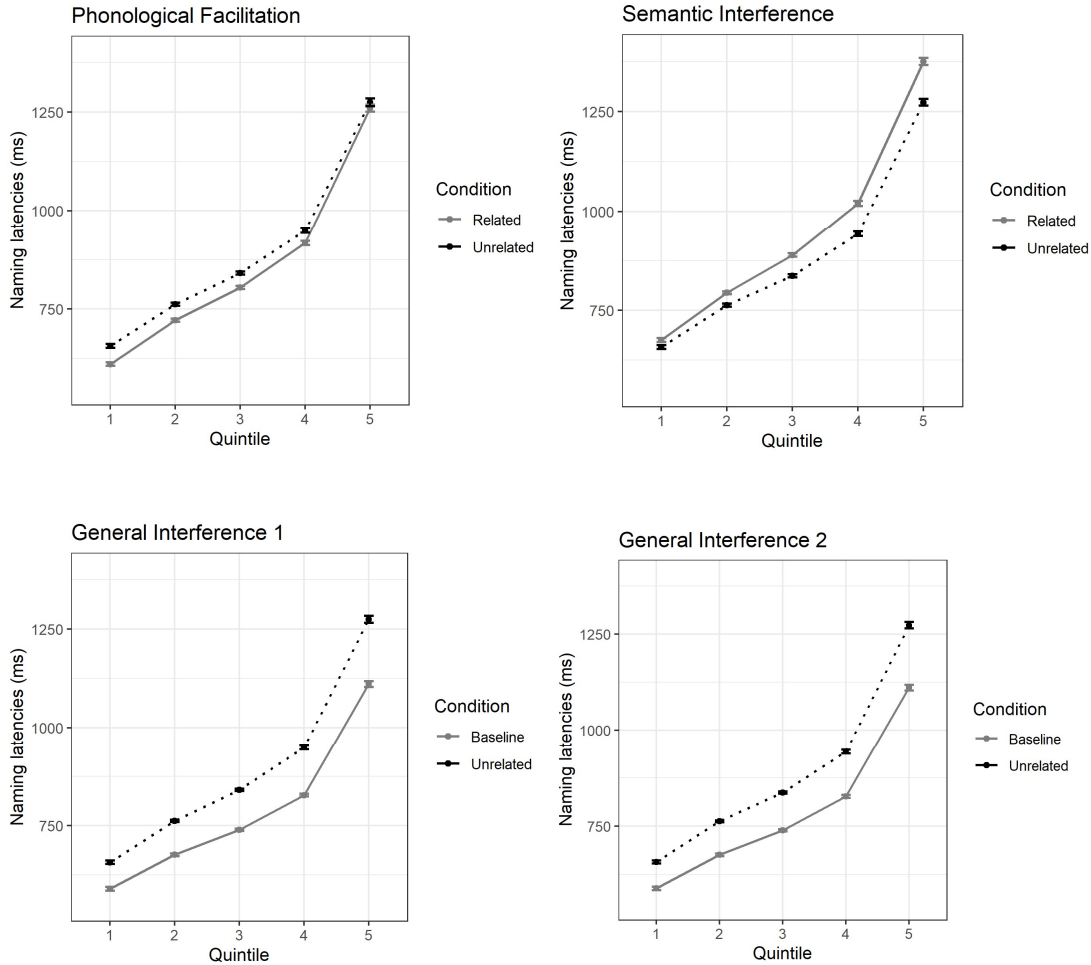 Phonological Facilitation
Naming latencies (ms)
1250
1000
750
1 2 3 4 5
Quintile
Condition
Related
Unrelated
Semantic Interference
Naming latencies (ms)
1250
1000
750
1 2 3 4 5
Quintile
Condition
Related
Unrelated
General Interference 1
Naming latencies (ms)
1250
1000
750
1 2 3 4 5
Quintile
Condition
Baseline
Unrelated
General Interference 2
Naming latencies (ms)
1250
1000
750
1 2 3 4 5
Quintile
Condition
Baseline
Unrelated